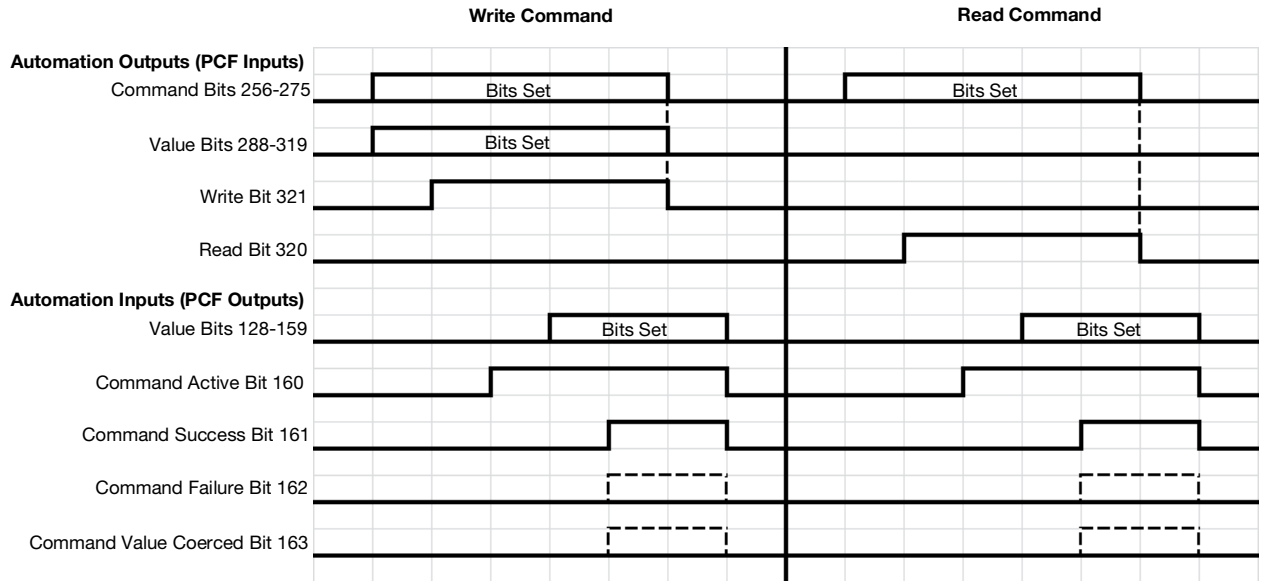 Write Command
Read Command
Automation Outputs (PCF Inputs)
Command Bits 256-275
Bits Set
Bits Set
Value Bits 288-319
Bits Set
Write Bit 321
Read Bit 320
Automation Inputs (PCF Outputs)
Value Bits 128-159
Bits Set
Bits Set
Command Active Bit 160
Command Success Bit 161
Command Failure Bit 162
Command Value Coerced Bit 163